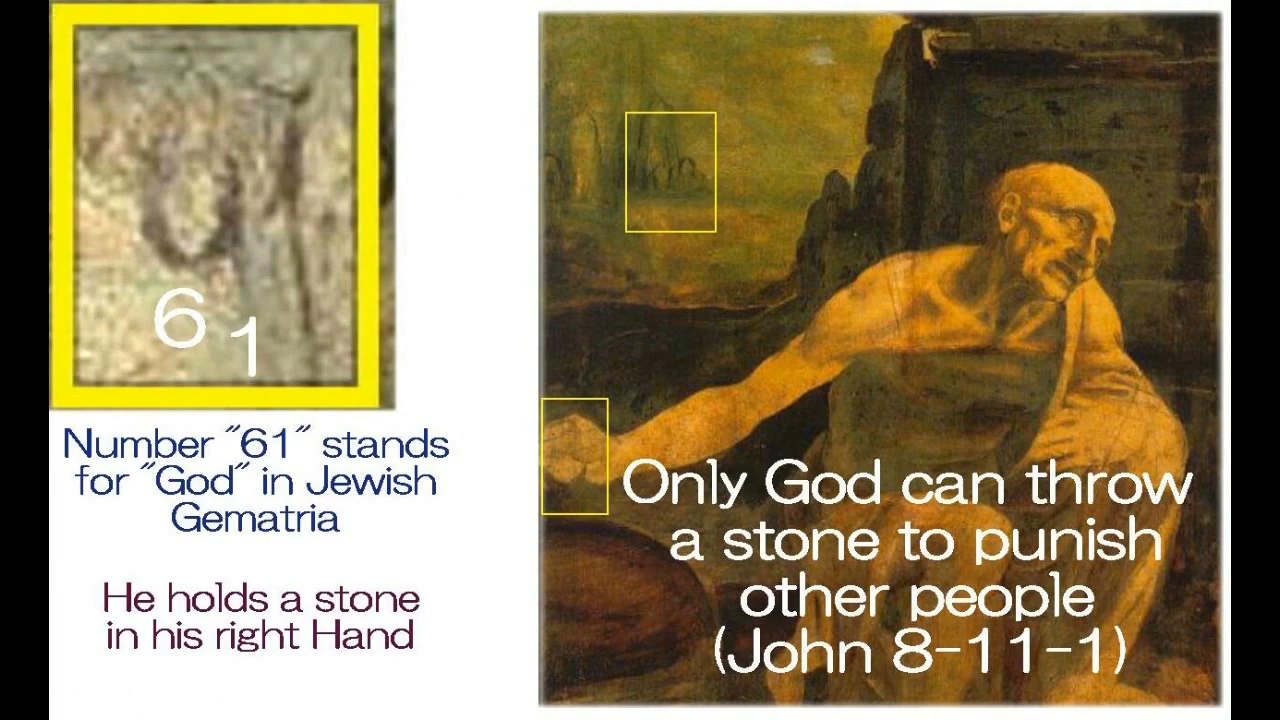 6 1
Number "61" stands
for "God" in Jewish
Gematria
He holds a stone
in his right Hand
Only God can throw
a stone to punish
other people
(John 8-11-1)